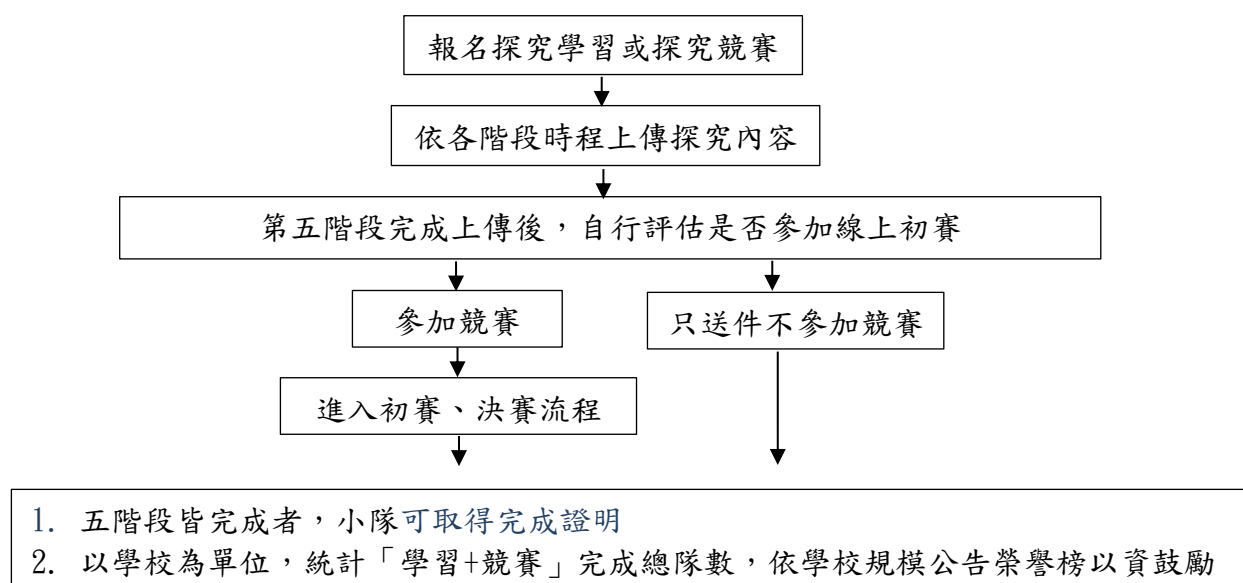 報名探究學習或探究競賽
依各階段時程上傳探究內容
第五階段完成上傳後,自行評估是否參加線上初賽
參加競賽
只送件不參加競賽
進入初賽、決賽流程
1. 五階段皆完成者,小隊可取得完成證明
2. 以學校為單位,統計「學習+競賽」完成總隊數,依學校規模公告榮譽榜以資鼓勵